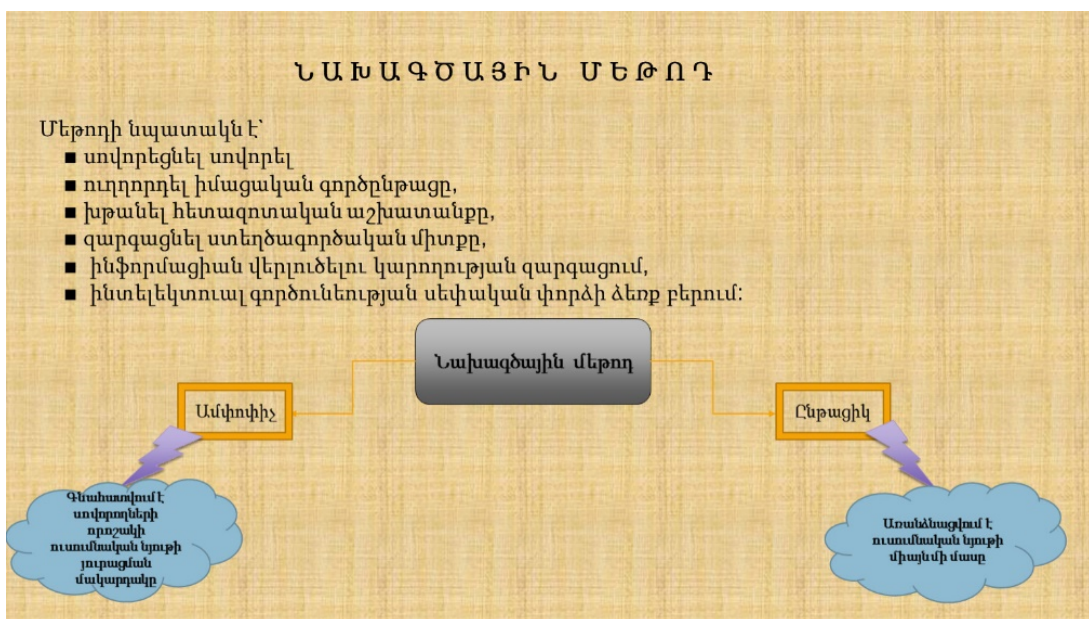 ՆԱԽԱԳԾԱՅԻՆ ՄԵԹՈԴ
Մեթոդի նպատակն է՝
■ սովորեցնել սովորել
■ ուղղորդել իմացական գործընթացը,
■ խթանել հետազոտական աշխատանքը,
■ զարգացնել ստեղծագործական միտքը,
■ ինֆորմացիան վերլուծելու կարողության զարգացում,
■ ինտելեկտուալ գործունեության սեփական փորձի ձեռք բերում:
Նախագծային մեթոդ
Ամփոփիչ
Ընթացիկ
Գնահատվում է
սովորողների
որոշակի
ուսումնական նյութի
յուրացման
մակարդակը
Առանձնացվում է
ուսումնական նյութի
միայն մի մասը